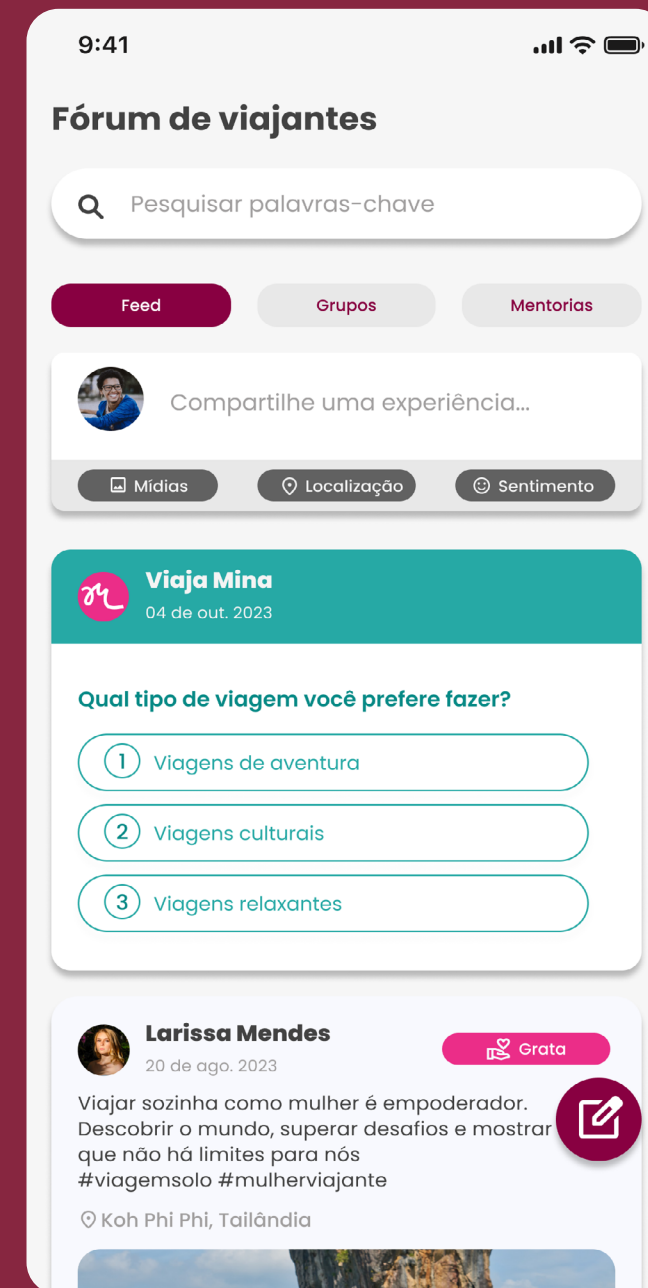 9:41
Fórum de viajantes
Pesquisar palavras-chave
Feed
Grupos
Mentorias
Compartilhe uma experiência...
Mídias
Localização
Sentimento
Viaja Mina
04 de out. 2023
Qual tipo de viagem você prefere fazer?
1 Viagens de aventura
2 Viagens culturais
3 Viagens relaxantes
Larissa Mendes
20 de ago. 2023
Grata
Viajar sozinha como mulher é empoderador.
Descobrir o mundo, superar desafios e mostrar
que não há limites para nós
#viagemsolo #mulherviajante
Koh Phi Phi, Tailândia